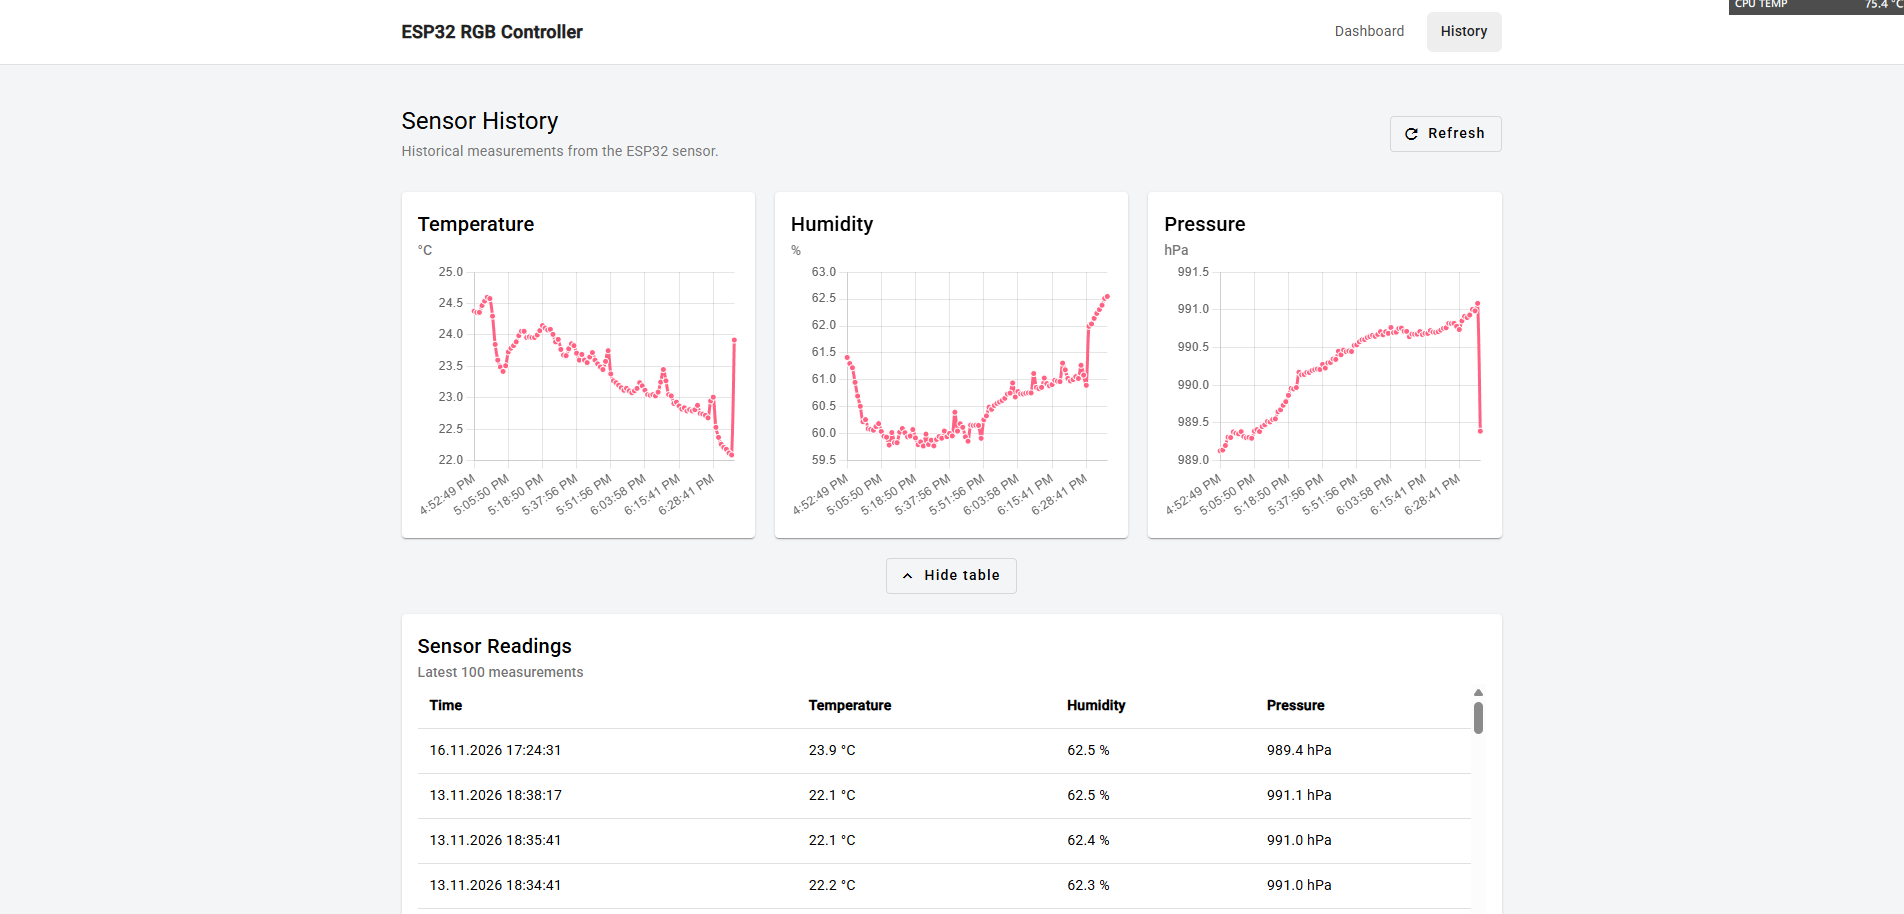 CPU TEMP 75.4 °C
ESP32 RGB Controller Dashboard History
Sensor History
Historical measurements from the ESP32 sensor.
Refresh
Temperature
°C
25.0
24.5
24.0
23.5
23.0
22.5
22.0
4:52:49 PM
5:05:50 PM
5:18:50 PM
5:37:56 PM
5:51:56 PM
6:03:58 PM
6:15:41 PM
6:28:41 PM
Humidity
%
63.0
62.5
62.0
61.5
61.0
60.5
60.0
59.5
4:52:49 PM
5:05:50 PM
5:18:50 PM
5:37:56 PM
5:51:56 PM
6:03:58 PM
6:15:41 PM
6:28:41 PM
Pressure
hPa
991.5
991.0
990.5
990.0
989.5
989.0
4:52:49 PM
5:05:50 PM
5:18:50 PM
5:37:56 PM
5:51:56 PM
6:03:58 PM
6:15:41 PM
6:28:41 PM
Hide table
Sensor Readings
Latest 100 measurements
Time Temperature Humidity Pressure
16.11.2026 17:24:31 23.9 °C 62.5 % 989.4 hPa
13.11.2026 18:38:17 22.1 °C 62.5 % 991.1 hPa
13.11.2026 18:35:41 22.1 °C 62.4 % 991.0 hPa
13.11.2026 18:34:41 22.2 °C 62.3 % 991.0 hPa